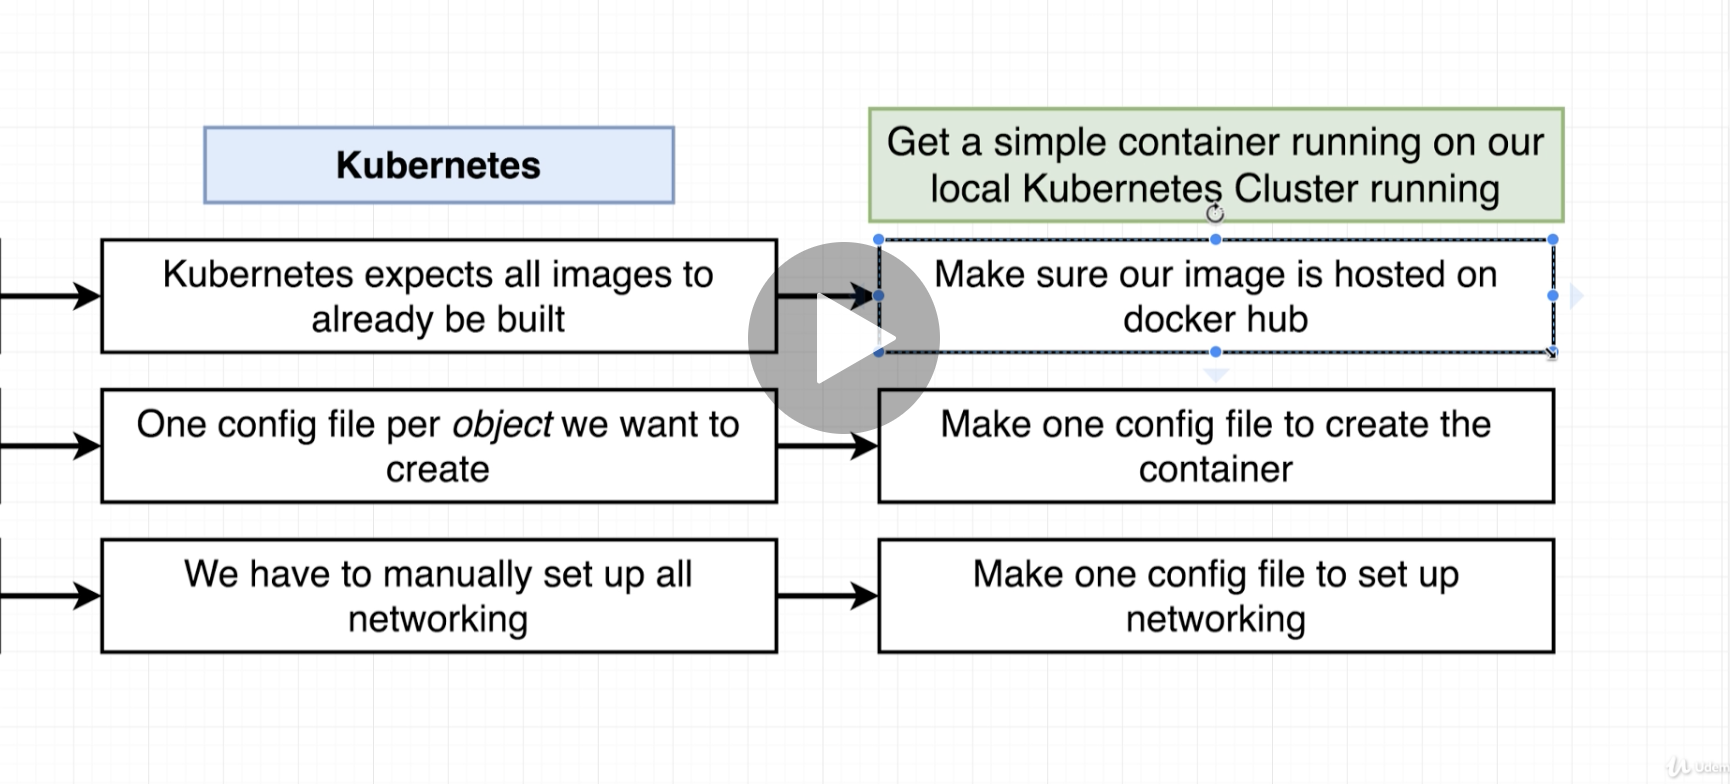 Kubernetes
Get a simple container running on our
local Kubernetes Cluster running
Kubernetes expects all images to
already be built
Make sure our image is hosted on
docker hub
One config file per object we want to
create
Make one config file to create the
container
We have to manually set up all
networking
Make one config file to set up
networking
Udem